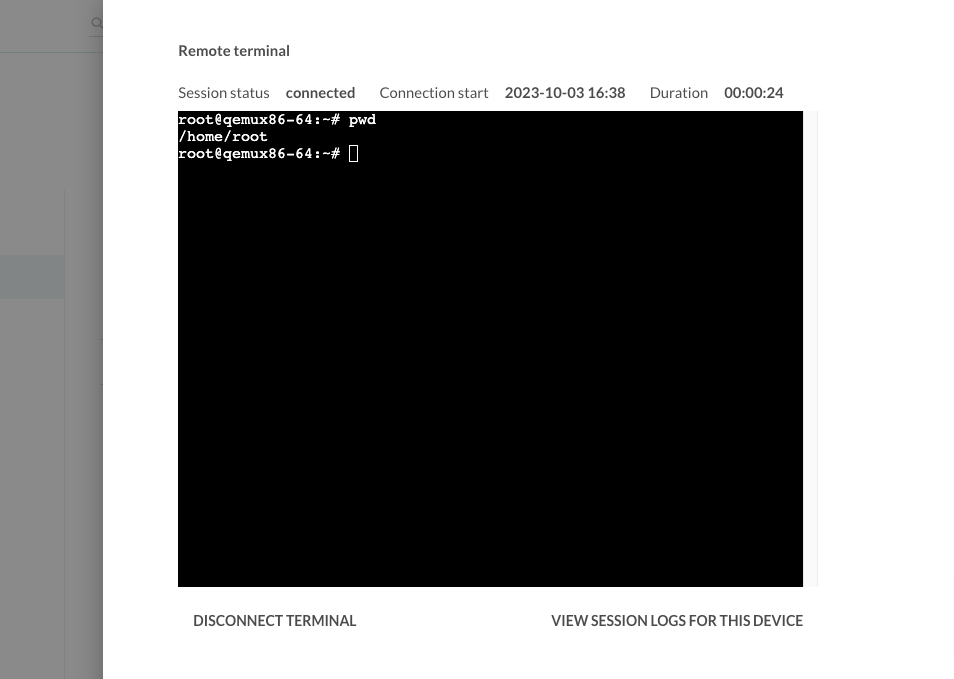 Remote terminal
Session status connected Connection start 2023-10-03 16:38 Duration 00:00:24
root@qemux86-64:~# pwd
/home/root
root@qemux86-64:~#
DISCONNECT TERMINAL VIEW SESSION LOGS FOR THIS DEVICE